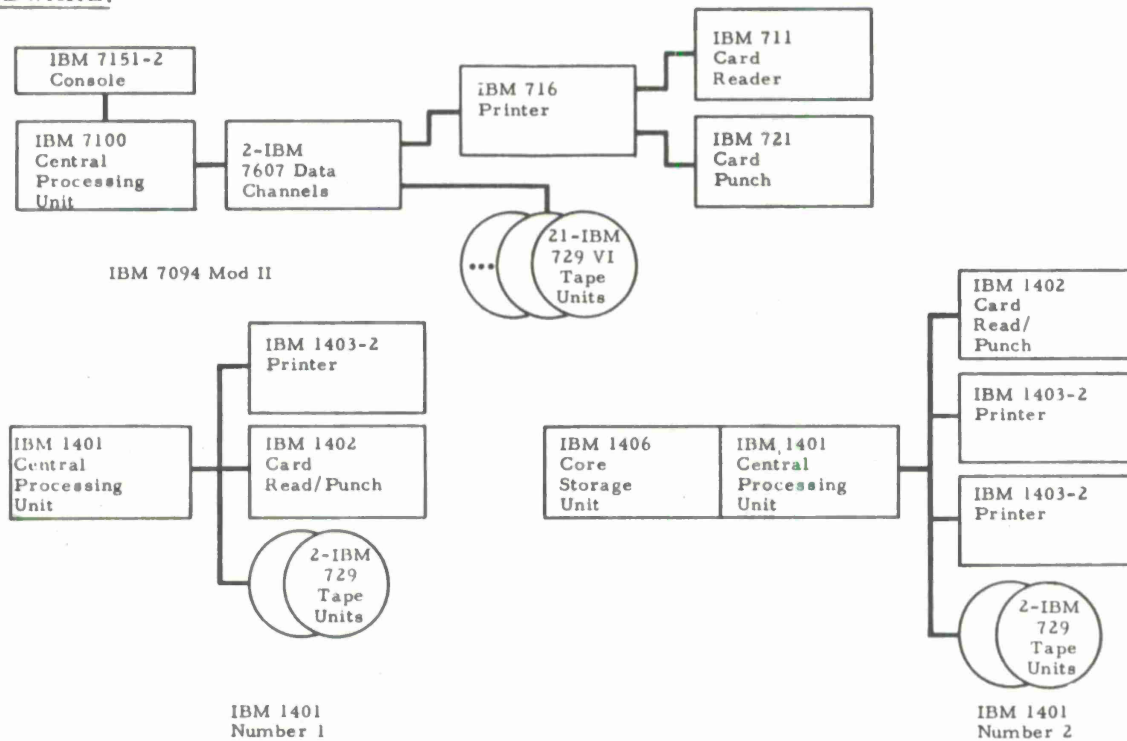 IBM 7151-2
Console
IBM 7100
Central
Processing
Unit
2-IBM
7607 Data
Channels
IBM 716
Printer
IBM 711
Card
Reader
IBM 721
Card
Punch
21-IBM
729 VI
Tape
Units
IBM 7094 Mod II
IBM 1403-2
Printer
IBM 1401
Central
Processing
Unit
IBM 1402
Card
Read/Punch
2-IBM
729
Tape
Units
IBM 1401
Number 1
IBM 1406
Core
Storage
Unit
IBM 1401
Central
Processing
Unit
IBM 1402
Card
Read/
Punch
IBM 1403-2
Printer
IBM 1403-2
Printer
2-IBM
729
Tape
Units
IBM 1401
Number 2